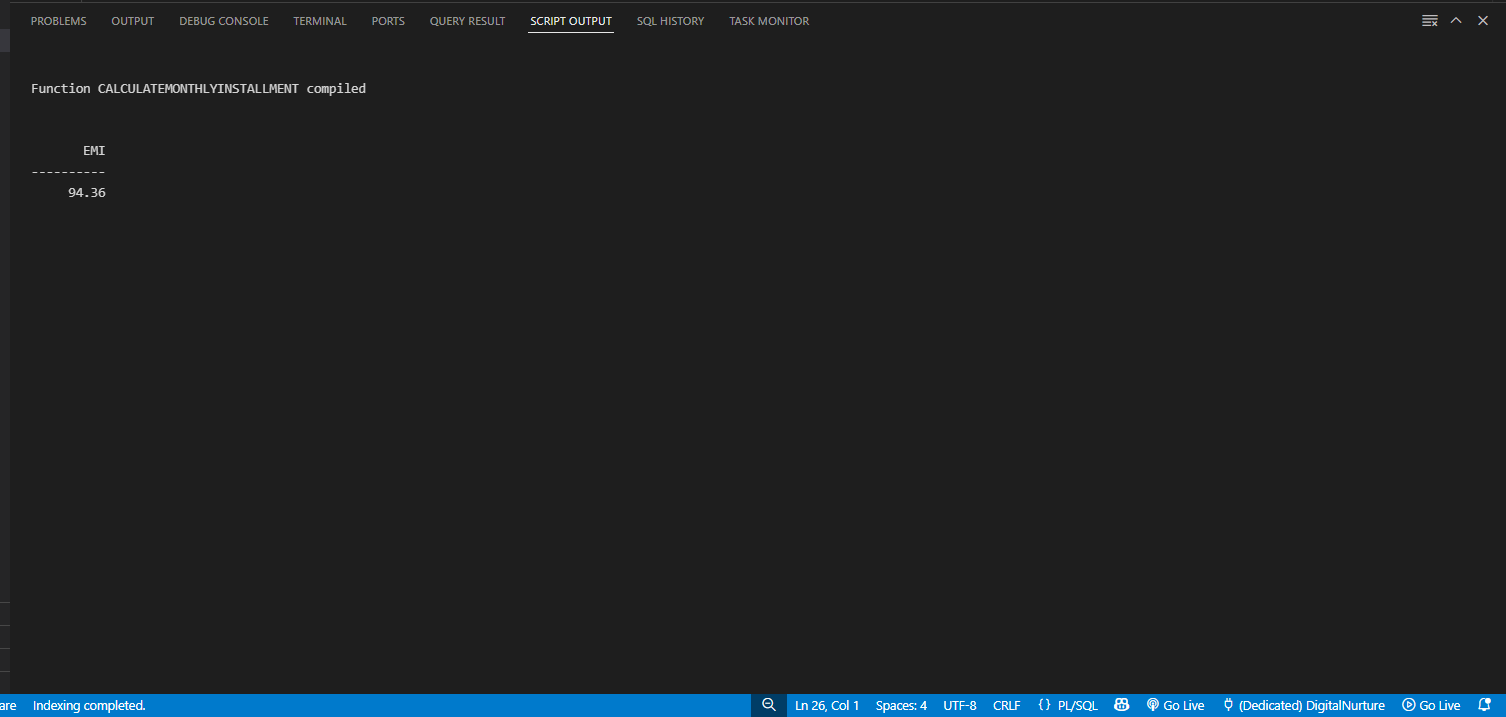 PROBLEMS OUTPUT DEBUG CONSOLE TERMINAL PORTS QUERY RESULT SCRIPT OUTPUT SQL HISTORY TASK MONITOR
Function CALCULATEMONTHLYINSTALLMENT compiled
EMI
----------
94.36
are Indexing completed. Ln 26, Col 1 Spaces: 4 UTF-8 CRLF {} PL/SQL Go Live (Dedicated) DigitalNurture Go Live